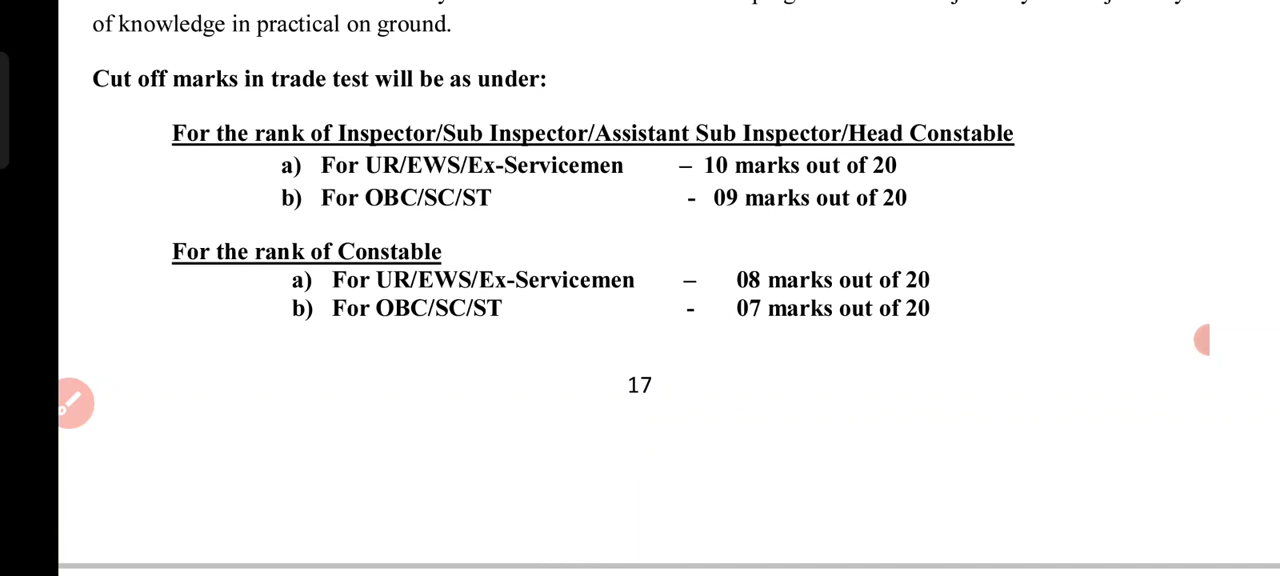 of knowledge in practical on ground.
Cut off marks in trade test will be as under:
For the rank of Inspector/Sub Inspector/Assistant Sub Inspector/Head Constable
a) For UR/EWS/Ex-Servicemen – 10 marks out of 20
b) For OBC/SC/ST - 09 marks out of 20
For the rank of Constable
a) For UR/EWS/Ex-Servicemen – 08 marks out of 20
b) For OBC/SC/ST - 07 marks out of 20
17